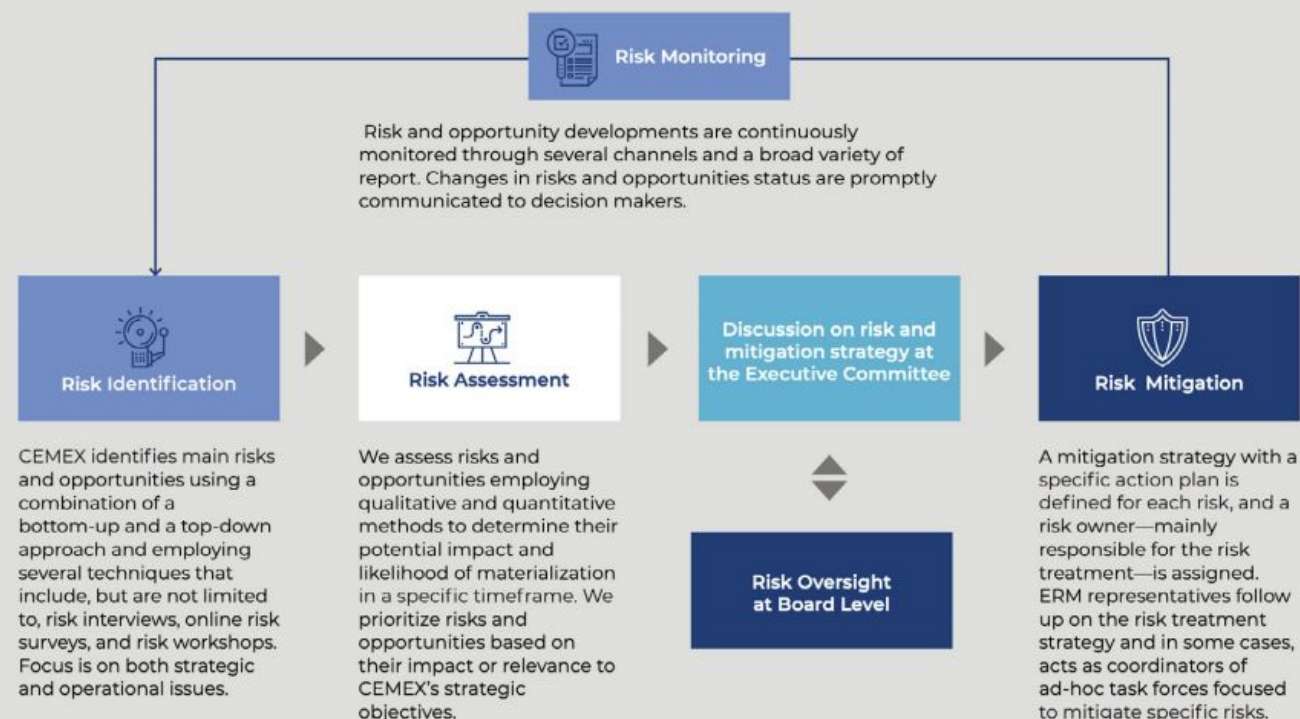 Risk Monitoring
Risk and opportunity developments are continuously
monitored through several channels and a broad variety of
report. Changes in risks and opportunities status are promptly
communicated to decision makers.
Risk Identification
CEMEX identifies main risks
and opportunities using a
combination of a
bottom-up and a top-down
approach and employing
several techniques that
include, but are not limited
to, risk interviews, online risk
surveys, and risk workshops.
Focus is on both strategic
and operational issues.
Risk Assessment
We assess risks and
opportunities employing
qualitative and quantitative
methods to determine their
potential impact and
likelihood of materialization
in a specific timeframe. We
prioritize risks and
opportunities based on
their impact or relevance to
CEMEX’s strategic
objectives.
Discussion on risk and
mitigation strategy at
the Executive Committee
Risk Oversight
at Board Level
Risk Mitigation
A mitigation strategy with a
specific action plan is
defined for each risk, and a
risk owner—mainly
responsible for the risk
treatment—is assigned.
ERM representatives follow
up on the risk treatment
strategy and in some cases,
acts as coordinators of
ad-hoc task forces focused
to mitigate specific risks.